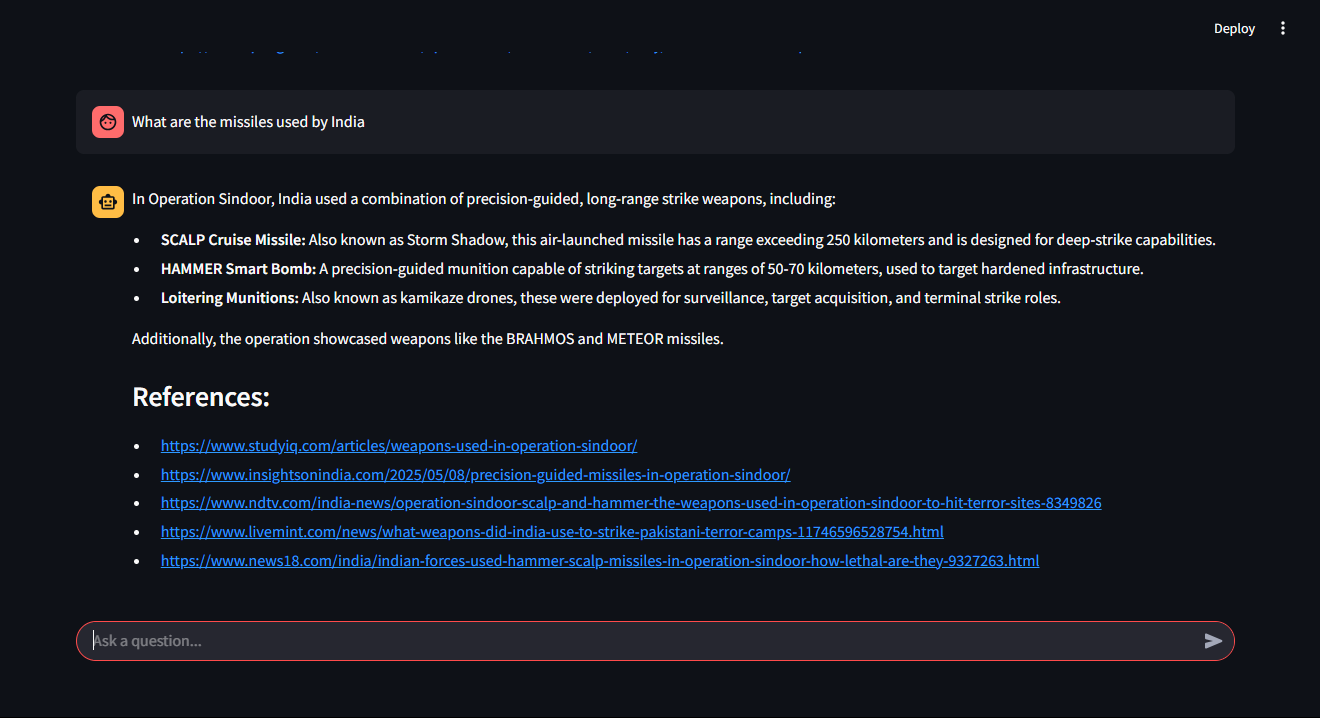 Deploy
What are the missiles used by India
In Operation Sindoor, India used a combination of precision-guided, long-range strike weapons, including:
• SCALP Cruise Missile: Also known as Storm Shadow, this air-launched missile has a range exceeding 250 kilometers and is designed for deep-strike capabilities.
• HAMMER Smart Bomb: A precision-guided munition capable of striking targets at ranges of 50-70 kilometers, used to target hardened infrastructure.
• Loitering Munitions: Also known as kamikaze drones, these were deployed for surveillance, target acquisition, and terminal strike roles.
Additionally, the operation showcased weapons like the BRAHMOS and METEOR missiles.
References:
• https://www.studyiq.com/articles/weapons-used-in-operation-sindoor/
• https://www.insightsonindia.com/2025/05/08/precision-guided-missiles-in-operation-sindoor/
• https://www.ndtv.com/india-news/operation-sindoor-scalp-and-hammer-the-weapons-used-in-operation-sindoor-to-hit-terror-sites-8349826
• https://www.livemint.com/news/what-weapons-did-india-use-to-strike-pakistani-terror-camps-11746596528754.html
• https://www.news18.com/india/indian-forces-used-hammer-scalp-missiles-in-operation-sindoor-how-lethal-are-they-9327263.html
Ask a question...